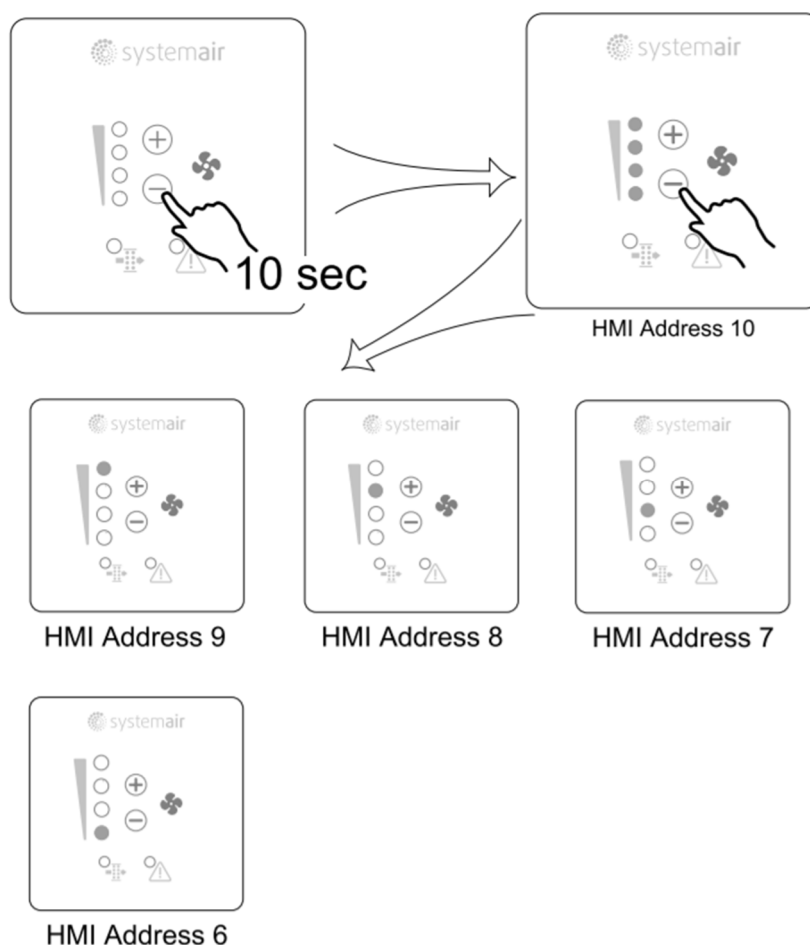 systemair
systemair
10 sec
HMI Address 10
systemair
systemair
systemair
HMI Address 9
HMI Address 8
HMI Address 7
systemair
HMI Address 6